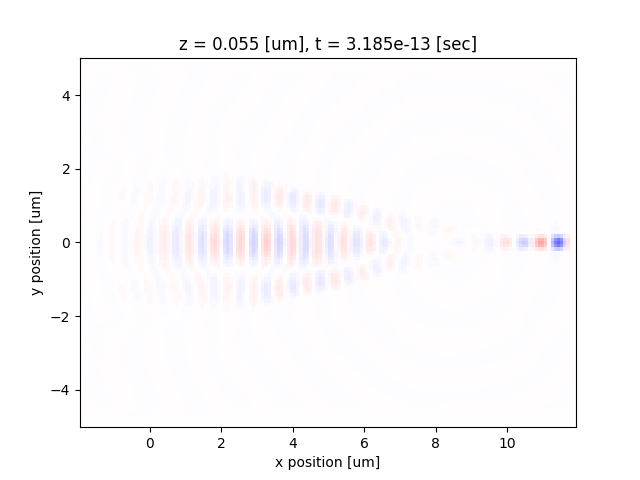 z = 0.055 [um], t = 3.185e-13 [sec]
y position [um]
4
2
0
−2
−4
0 2 4 6 8 10
x position [um]